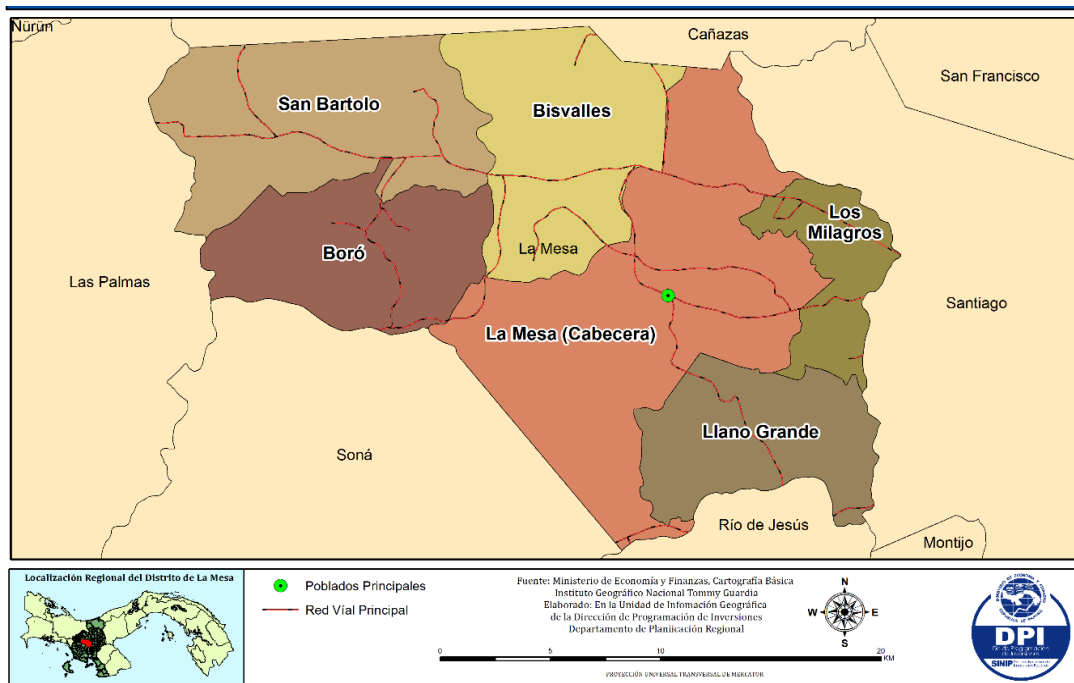 Ñürün
Cañazas
San Francisco
San Bartolo
Bisvalles
Los
Milagros
La Mesa
Boró
Las Palmas
Santiago
La Mesa (Cabecera)
Llano Grande
Soná
Río de Jesús
Montijo
Localización Regional del Distrito de La Mesa
Poblados Principales
Red Víal Principal
Fuente: Ministerio de Economía y Finanzas, Cartografía Básica
Instituto Geográfico Nacional Tommy Guardia
Elaborado: En la Unidad de Infomación Geográfica
de la Dirección de Programación de Inversiones
Departamento de Planiicación Regional
N
W E
S
0 10 20
KM
PROYECCIÓN UNIVERSAL TRANSVERSAL DE MERCATOR
DPI
SINIP